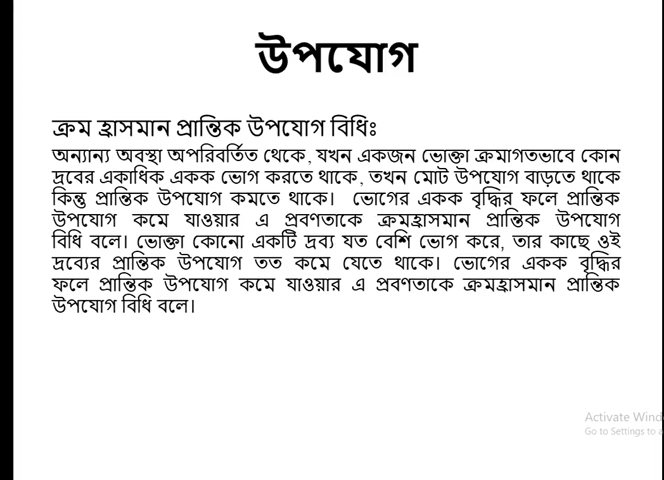 উপযোগ
ক্রম হ্রাসমান প্রান্তিক উপযোগ বিধিঃ
অন্যান্য অবস্থা অপরিবর্তিত থেকে, যখন একজন ভোক্তা ক্রমাগতভাবে কোন
দ্রবের একাধিক একক ভোগ করতে থাকে, তখন মোট উপযোগ বাড়তে থাকে
কিন্তু প্রান্তিক উপযোগ কমতে থাকে। ভোগের একক বৃদ্ধির ফলে প্রান্তিক
উপযোগ কমে যাওয়ার এ প্রবণতাকে ক্রমহ্রাসমান প্রান্তিক উপযোগ
বিধি বলে। ভোক্তা কোনো একটি দ্রব্য যত বেশি ভোগ করে, তার কাছে ওই
দ্রব্যের প্রান্তিক উপযোগ তত কমে যেতে থাকে। ভোগের একক বৃদ্ধির
ফলে প্রান্তিক উপযোগ কমে যাওয়ার এ প্রবণতাকে ক্রমহ্রাসমান প্রান্তিক
উপযোগ বিধি বলে।
Activate Wind
Go to Settings to